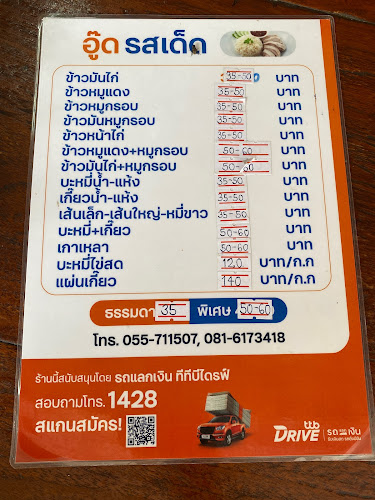 อู๊ด รสเด็ด
ข้าวมันไก่ 35-50 บาท
ข้าวหมูแดง 35-50 บาท
ข้าวหมูกรอบ 35-50 บาท
ข้าวมันหมูกรอบ 35-50 บาท
ข้าวหน้าไก่ 35-50 บาท
ข้าวหมูแดง+หมูกรอบ 50-60 บาท
ข้าวมันไก่+หมูกรอบ 50-60 บาท
บะหมี่น้ำ-แห้ง 35-50 บาท
เกี๊ยวน้ำ-แห้ง 35-50 บาท
เส้นเล็ก-เส้นใหญ่-หมี่ขาว 35-50 บาท
บะหมี่+เกี๊ยว 50-60 บาท
เกาเหลา 50-60 บาท
บะหมี่ไข่สด 120 บาท/ก.ก
แผ่นเกี๊ยว 140 บาท/ก.ก
ธรรมดา 35 พิเศษ 50-60
โทร. 055-711507, 081-6173418
ร้านนี้สนับสนุนโดย รถแลกเงิน ทีทีบีไดรฟ์
สอบถามโทร. 1428
สแกนสมัคร!
ttb
DRIVE
รถแลกเงิน